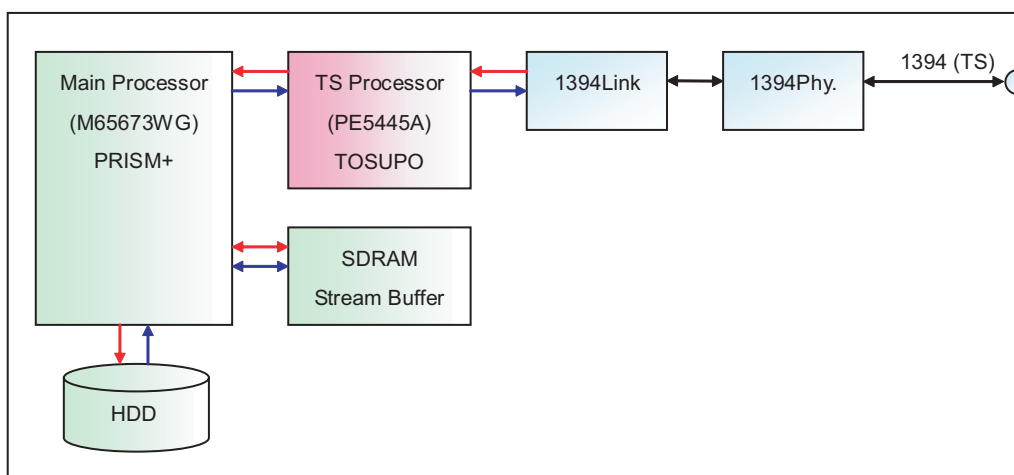 Main Processor
(M65673WG)
PRISM+
TS Processor
(PE5445A)
TOSUPO
1394Link
1394Phy.
1394 (TS)
SDRAM
Stream Buffer
HDD